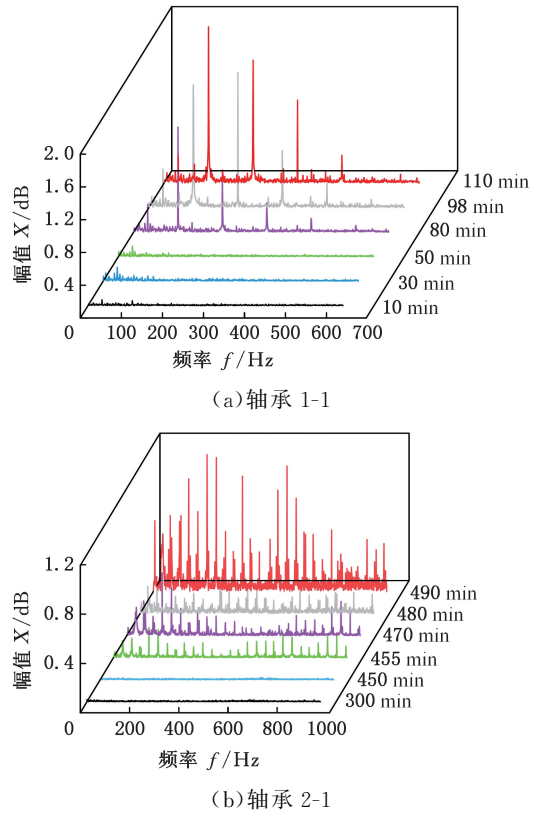 2.0
1.6
1.2
0.8
0.4
0
幅值 X/dB
110 min
98 min
80 min
50 min
30 min
10 min
0 100 200 300 400 500 600 700
频率 f/Hz
(a)轴承 1-1
1.2
0.8
0.4
幅值 X/dB
490 min
480 min
470 min
455 min
450 min
300 min
0 200 400 600 800 1000
频率 f/Hz
(b)轴承 2-1